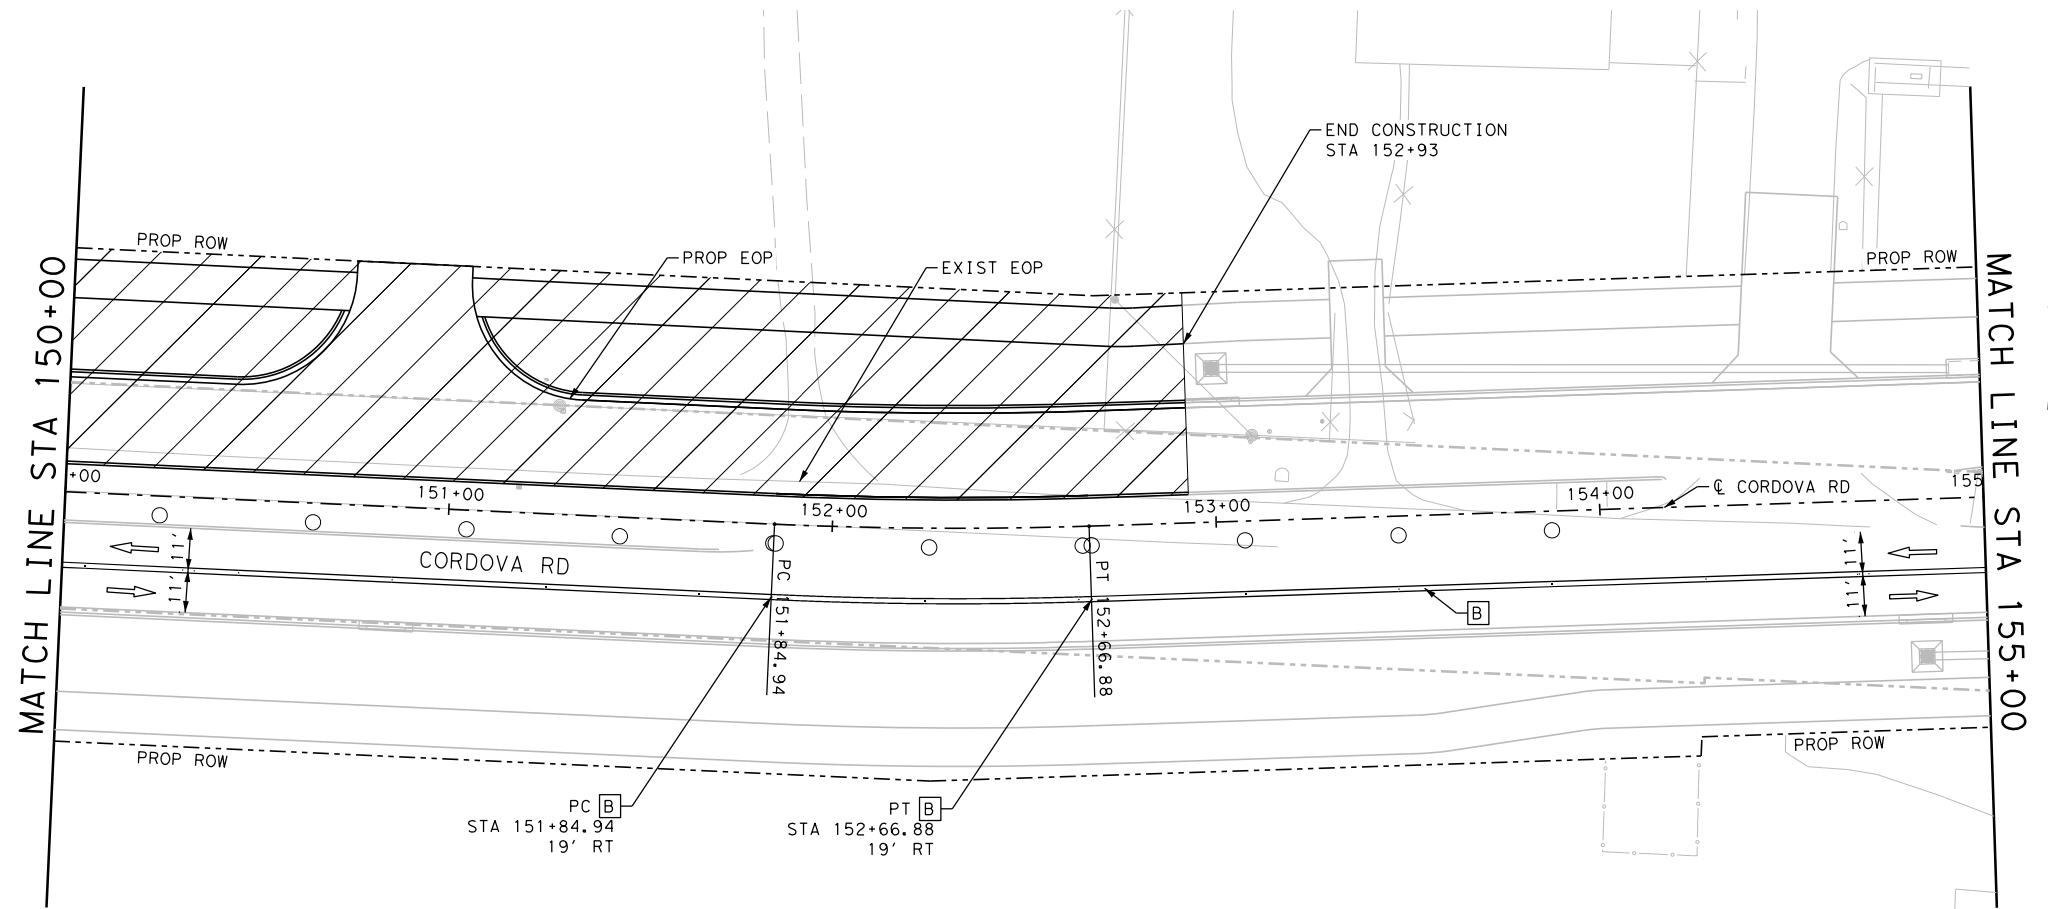 END CONSTRUCTION
STA 152+93
PROP ROW
PROP EOP
EXIST EOP
PROP ROW
MATCH LINE STA 150+00
MATCH LINE STA 155+00
+00
151+00
152+00
153+00
154+00
155
℄ CORDOVA RD
11'
11'
CORDOVA RD
PC 151+84.94
PT 152+66.88
11'
11'
B
PROP ROW
PROP ROW
PC B
STA 151+84.94
19' RT
PT B
STA 152+66.88
19' RT